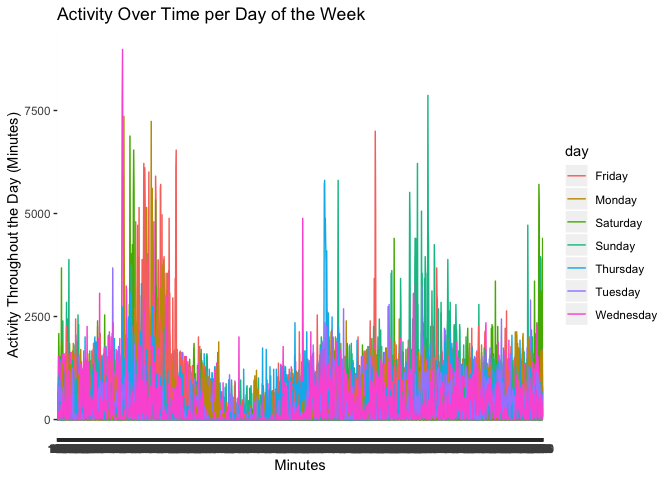 Activity Over Time per Day of the Week
Activity Throughout the Day (Minutes)
7500
5000
2500
0
Minutes
day
Friday
Monday
Saturday
Sunday
Thursday
Tuesday
Wednesday